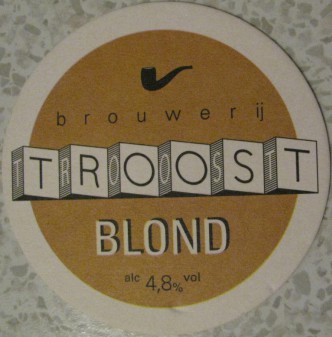 brouwerij
TROOST
BLOND
alc 4,8% vol